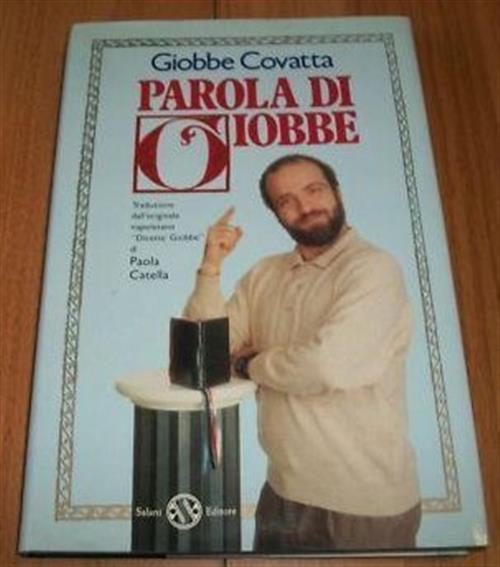 Giobbe Covatta
PAROLA DI
GIOBBE
Traduzione
dall'originale
napoletano
"Dicette Giobbe"
di
Paola
Catella
Salani Editore